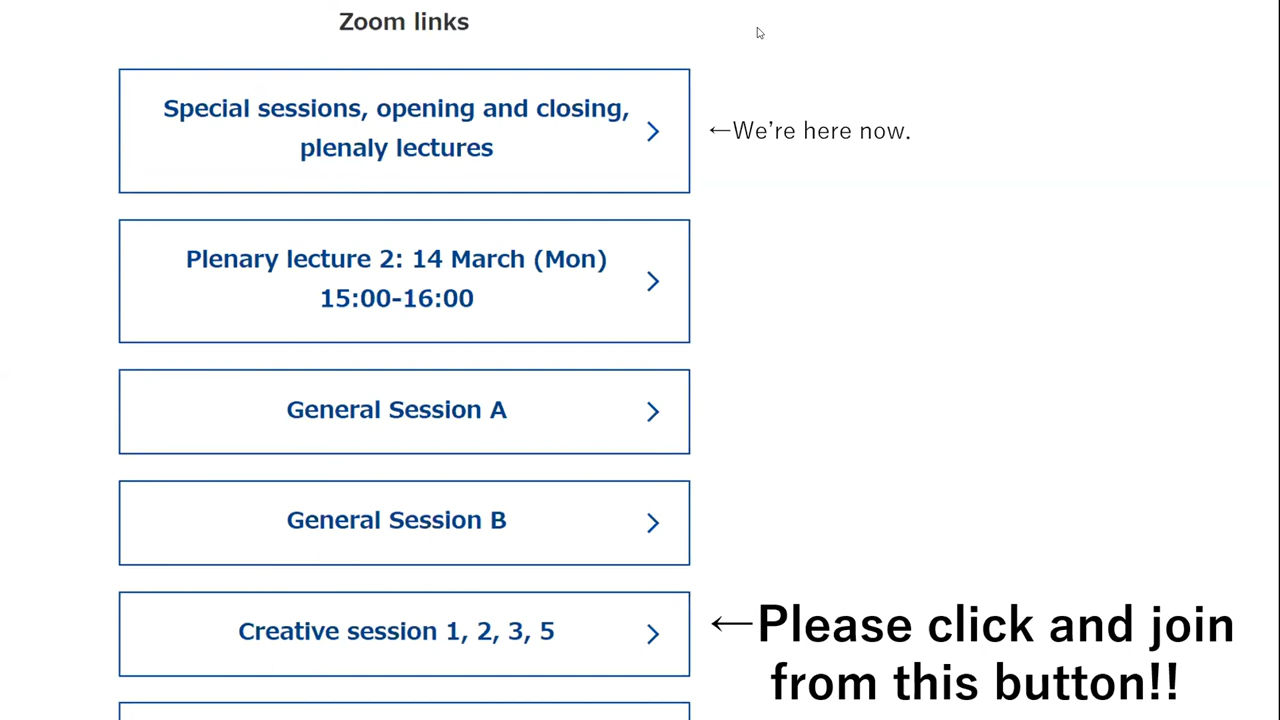 Zoom links
Special sessions, opening and closing,
plenaly lectures
←We're here now.
Plenary lecture 2: 14 March (Mon)
15:00-16:00
General Session A
General Session B
Creative session 1, 2, 3, 5
←Please click and join
from this button!!